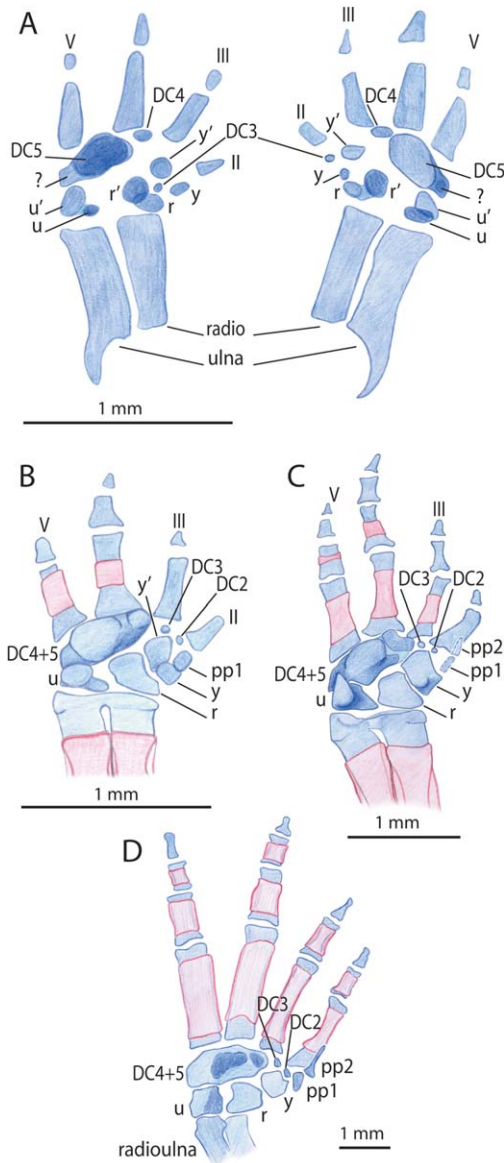 A
V
III
DC4
DC5
y'
DC3
II
?
u'
u
r'
r
y
III
V
DC4
II
y'
y
r
r'
DC5
?
u'
u
radio
ulna
1 mm
B
V
III
y'
DC3
DC2
II
DC4+5
pp1
u
y
r
1 mm
C
V
III
DC3
DC2
DC4+5
pp2
pp1
u
y
r
1 mm
D
DC3
DC2
DC4+5
pp2
pp1
u
r
y
radioulna
1 mm